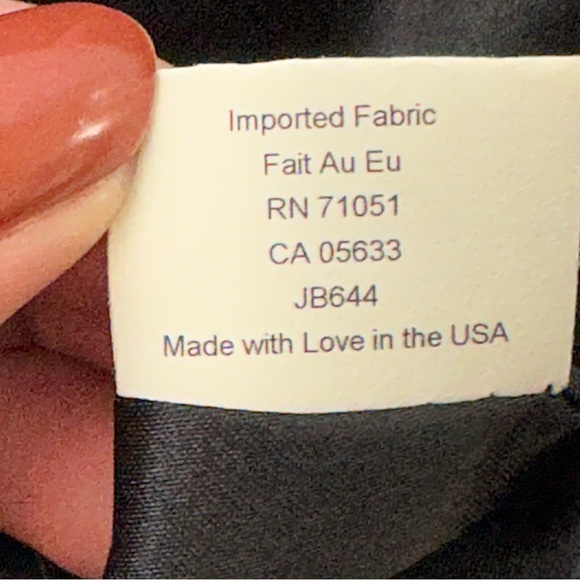 Imported Fabric
Fait Au Eu
RN 71051
CA 05633
JB644
Made with Love in the USA